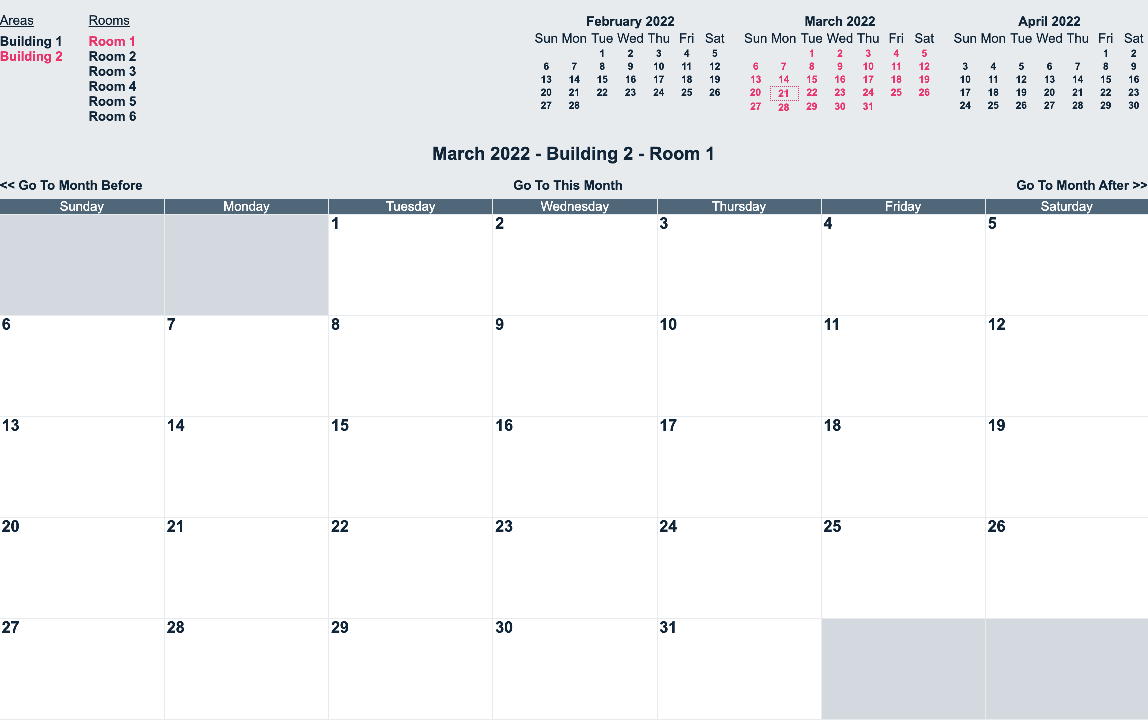 Areas
Building 1
Building 2
Rooms
Room 1
Room 2
Room 3
Room 4
Room 5
Room 6
February 2022
Sun Mon Tue Wed Thu Fri Sat
1 2 3 4 5
6 7 8 9 10 11 12
13 14 15 16 17 18 19
20 21 22 23 24 25 26
27 28
March 2022
Sun Mon Tue Wed Thu Fri Sat
1 2 3 4 5
6 7 8 9 10 11 12
13 14 15 16 17 18 19
20 21 22 23 24 25 26
27 28 29 30 31
April 2022
Sun Mon Tue Wed Thu Fri Sat
1 2
3 4 5 6 7 8 9
10 11 12 13 14 15 16
17 18 19 20 21 22 23
24 25 26 27 28 29 30
March 2022 - Building 2 - Room 1
<< Go To Month Before Go To This Month Go To Month After >>
Sunday Monday Tuesday Wednesday Thursday Friday Saturday
1 2 3 4 5
6 7 8 9 10 11 12
13 14 15 16 17 18 19
20 21 22 23 24 25 26
27 28 29 30 31